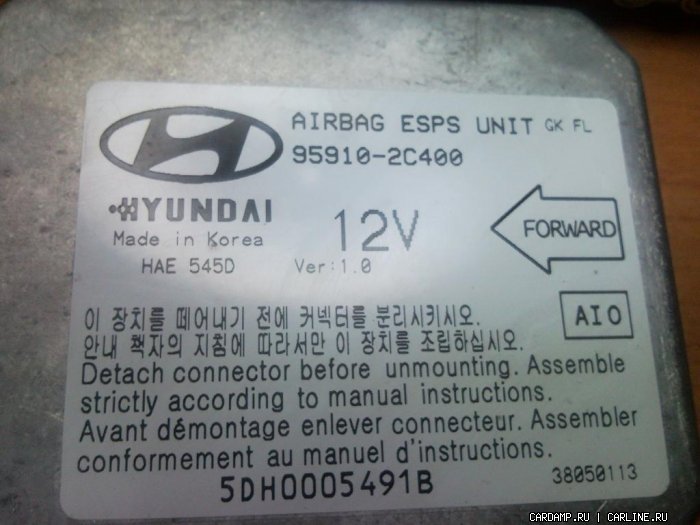 AIRBAG ESPS UNIT GK FL
95910-2C400
HYUNDAI
Made in Korea
HAE 545D
12V
Ver:1.0
FORWARD
AIO
이 장치를 떼어내기 전에 커넥터를 분리시키시오.
안내 책자의 지침에 따라서만 이 장치를 조립하십시오.
Detach connector before unmounting. Assemble
strictly according to manual instructions.
Avant démontage enlever connecteur. Assembler
conformement au manuel d'instructions.
5DH0005491B
38050113
CARDAMP.RU | CARLINE.RU